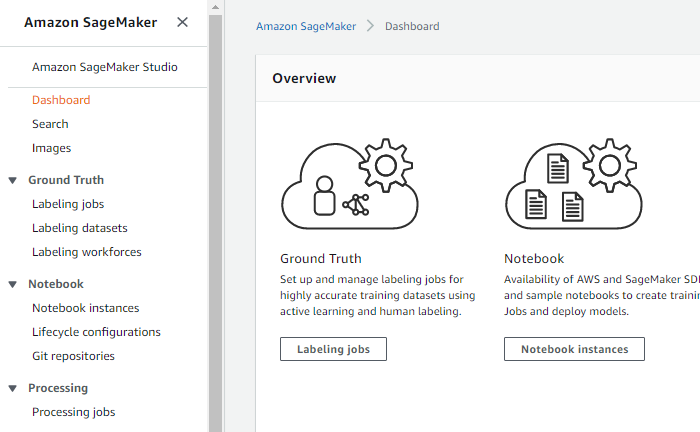 Amazon SageMaker
Amazon SageMaker Studio
Dashboard
Search
Images
Ground Truth
Labeling jobs
Labeling datasets
Labeling workforces
Notebook
Notebook instances
Lifecycle configurations
Git repositories
Processing
Processing jobs
Amazon SageMaker > Dashboard
Overview
Ground Truth
Set up and manage labeling jobs for
highly accurate training datasets using
active learning and human labeling.
Labeling jobs
Notebook
Availability of AWS and SageMaker SD
and sample notebooks to create trainin
Jobs and deploy models.
Notebook instances